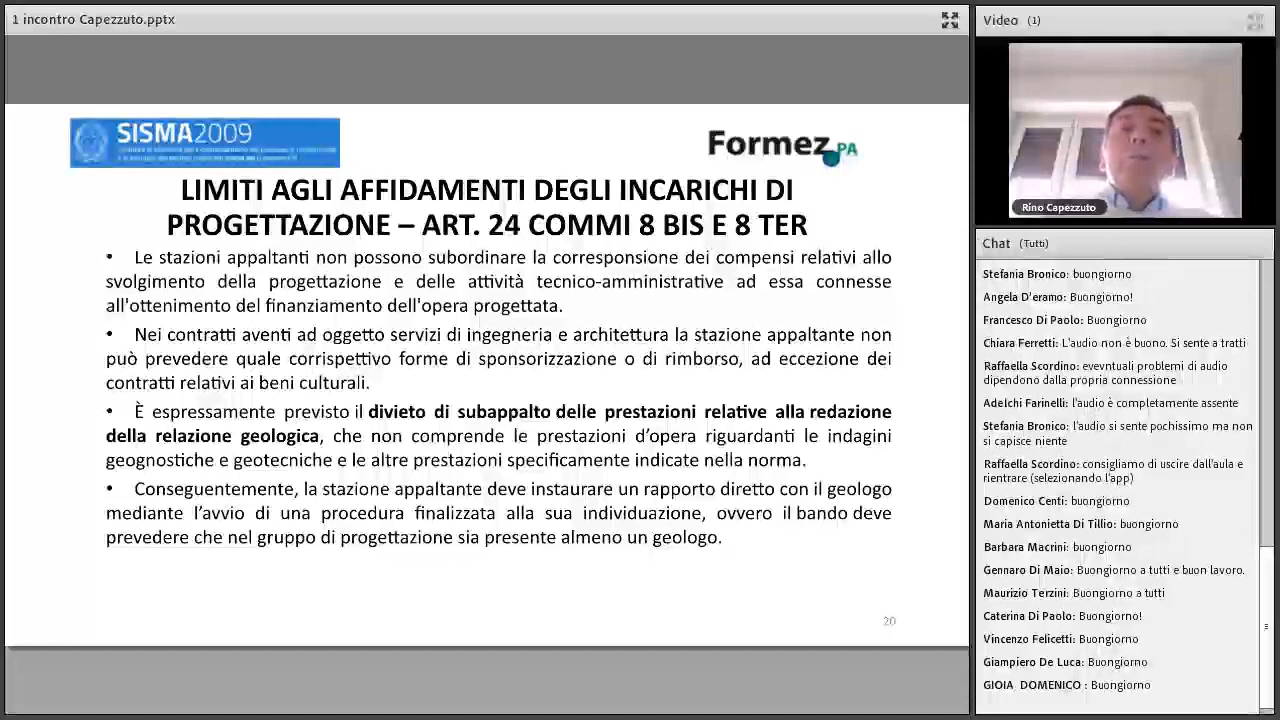 1 incontro Capezzuto.pptx
SISMA2009
Formez PA
LIMITI AGLI AFFIDAMENTI DEGLI INCARICHI DI
PROGETTAZIONE – ART. 24 COMMI 8 BIS E 8 TER
• Le stazioni appaltanti non possono subordinare la corresponsione dei compensi relativi allo
svolgimento della progettazione e delle attività tecnico-amministrative ad essa connesse
all'ottenimento del finanziamento dell'opera progettata.
• Nei contratti aventi ad oggetto servizi di ingegneria e architettura la stazione appaltante non
può prevedere quale corrispettivo forme di sponsorizzazione o di rimborso, ad eccezione dei
contratti relativi ai beni culturali.
• È espressamente previsto il divieto di subappalto delle prestazioni relative alla redazione
della relazione geologica, che non comprende le prestazioni d’opera riguardanti le indagini
geognostiche e geotecniche e le altre prestazioni specificamente indicate nella norma.
• Conseguentemente, la stazione appaltante deve instaurare un rapporto diretto con il geologo
mediante l’avvio di una procedura finalizzata alla sua individuazione, ovvero il bando deve
prevedere che nel gruppo di progettazione sia presente almeno un geologo.
20
Video (1)
Rino Capezzuto
Chat (Tutti)
Stefania Bronico: buongiorno
Angela D'eramo: Buongiorno!
Francesco Di Paolo: Buongiorno
Chiara Ferretti: L'audio non è buono. Si sente a tratti
Raffaella Scordino: evevntuali problemi di audio
dipendono dalla propria connessione
Adelchi Farinelli: l'audio è completamente assente
Stefania Bronico: l'audio si sente pochissimo ma non
si capisce niente
Raffaella Scordino: consigliamo di uscire dall'aula e
rientrare (selezionando l'app)
Domenico Centi: buongiorno
Maria Antonietta Di Tillio: buongiorno
Barbara Macrini: buongiorno
Gennaro Di Maio: Buongiorno a tutti e buon lavoro.
Maurizio Terzini: Buongiorno a tutti
Caterina Di Paolo: Buongiorno!
Vincenzo Felicetti: Buongiorno
Giampiero De Luca: Buongiorno
GIOIA DOMENICO : Buongiorno